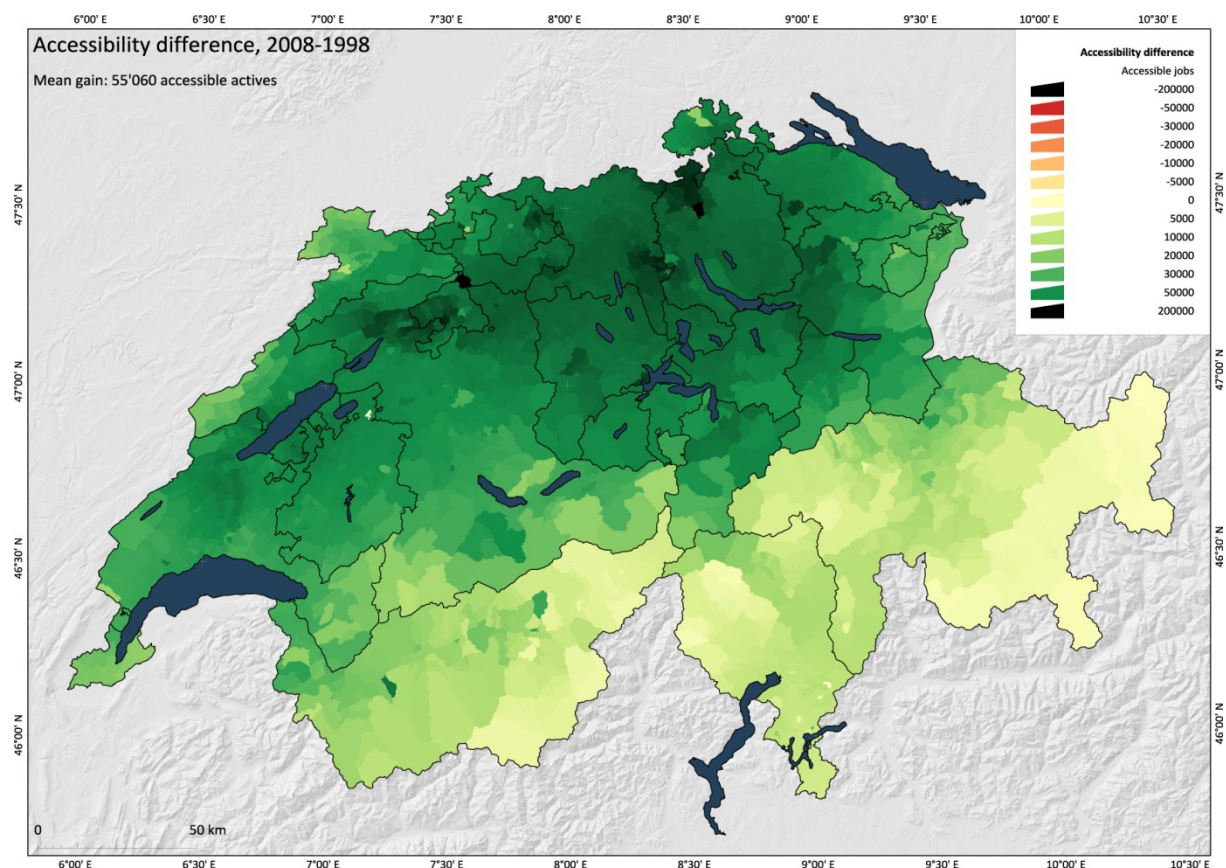 6°00' E 6°30' E 7°00' E 7°30' E 8°00' E 8°30' E 9°00' E 9°30' E 10°00' E 10°30' E
Accessibility difference, 2008-1998
Mean gain: 55'060 accessible actives
Accessibility difference
Accessible jobs
-200000
-50000
-30000
-20000
-10000
-5000
0
5000
10000
20000
30000
50000
200000
47°30' N 47°30' N
47°00' N 47°00' N
46°30' N 46°30' N
46°00' N 46°00' N
0 50 km
6°00' E 6°30' E 7°00' E 7°30' E 8°00' E 8°30' E 9°00' E 9°30' E 10°00' E 10°30' E